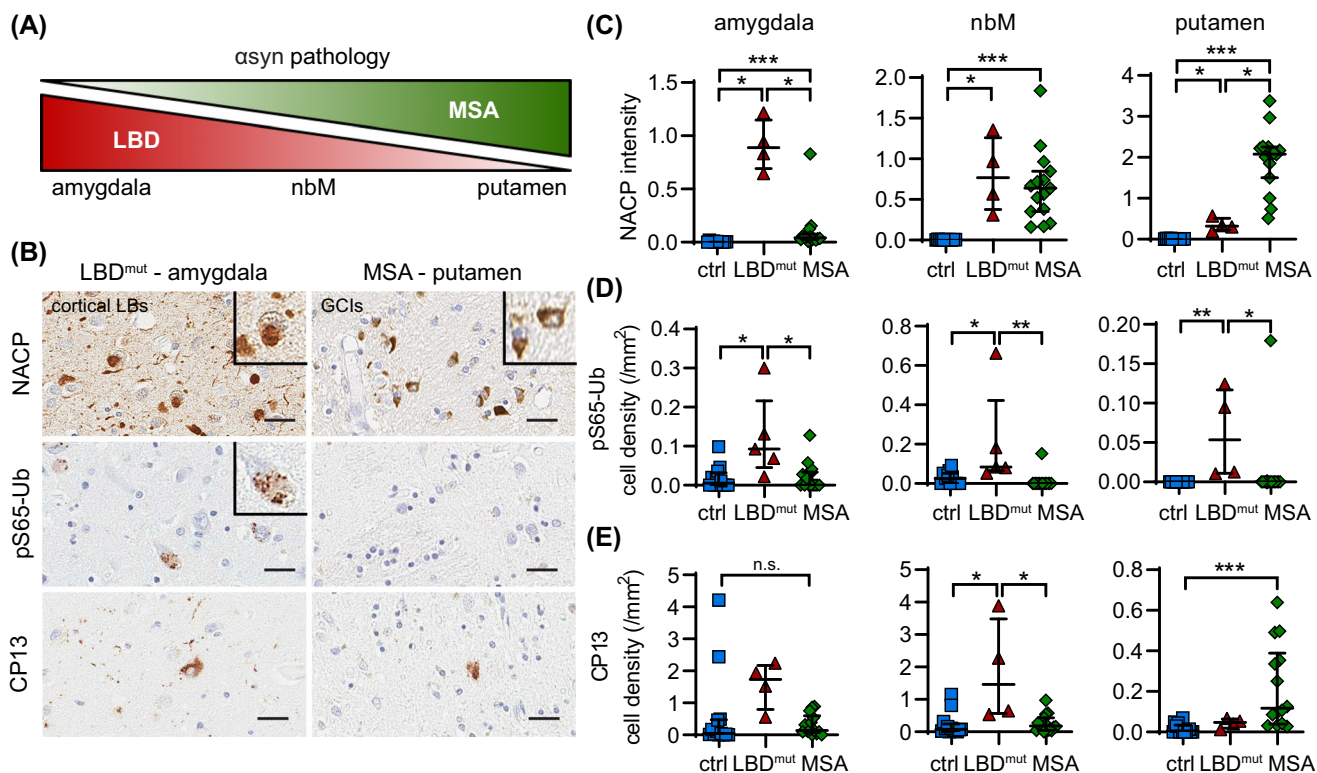 (A)
αsyn pathology
MSA
LBD
amygdala nbM putamen
(B)
LBDmut - amygdala MSA - putamen
cortical LBs GCIs
NACP
pS65-Ub
CP13
(C)
amygdala nbM putamen
NACP intensity
*** * *
1.5
1.0
0.5
0.0
ctrl LBDmut MSA
*** *
2.0
1.5
1.0
0.5
0.0
ctrl LBDmut MSA
*** * *
4
3
2
1
0
ctrl LBDmut MSA
(D)
pS65-Ub
cell density (/mm2)
* *
0.4
0.3
0.2
0.1
0.0
ctrl LBDmut MSA
* **
0.8
0.6
0.4
0.2
0.0
ctrl LBDmut MSA
** *
0.20
0.15
0.10
0.05
0.00
ctrl LBDmut MSA
(E)
CP13
cell density (/mm2)
n.s.
5
4
3
2
1
0
ctrl LBDmut MSA
* *
5
4
3
2
1
0
ctrl LBDmut MSA
***
0.8
0.6
0.4
0.2
0.0
ctrl LBDmut MSA